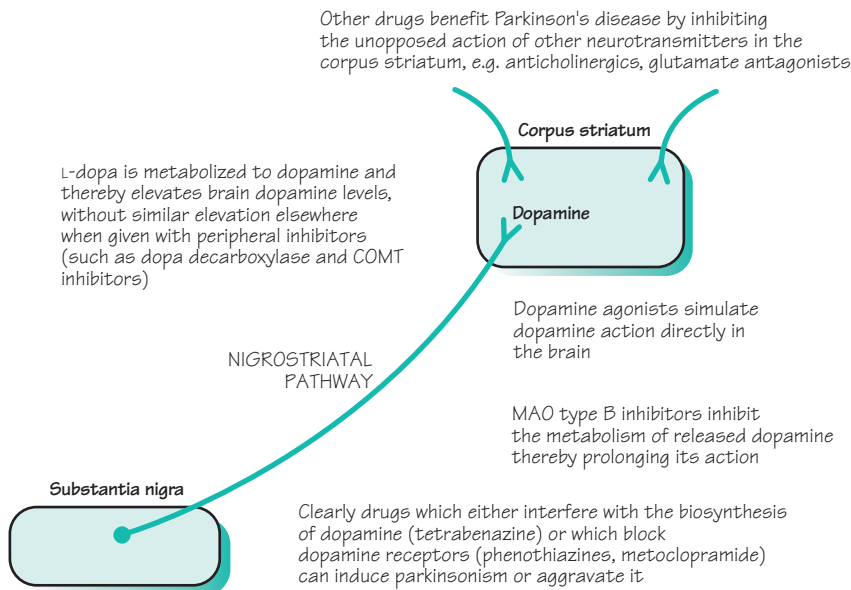 Other drugs benefit Parkinson's disease by inhibiting
the unopposed action of other neurotransmitters in the
corpus striatum, e.g. anticholinergics, glutamate antagonists
Corpus striatum
L-dopa is metabolized to dopamine and
thereby elevates brain dopamine levels,
without similar elevation elsewhere
when given with peripheral inhibitors
(such as dopa decarboxylase and COMT
inhibitors)
Dopamine
Dopamine agonists simulate
dopamine action directly in
the brain
NIGROSTRIATAL
PATHWAY
MAO type B inhibitors inhibit
the metabolism of released dopamine
thereby prolonging its action
Substantia nigra
Clearly drugs which either interfere with the biosynthesis
of dopamine (tetrabenazine) or which block
dopamine receptors (phenothiazines, metoclopramide)
can induce parkinsonism or aggravate it